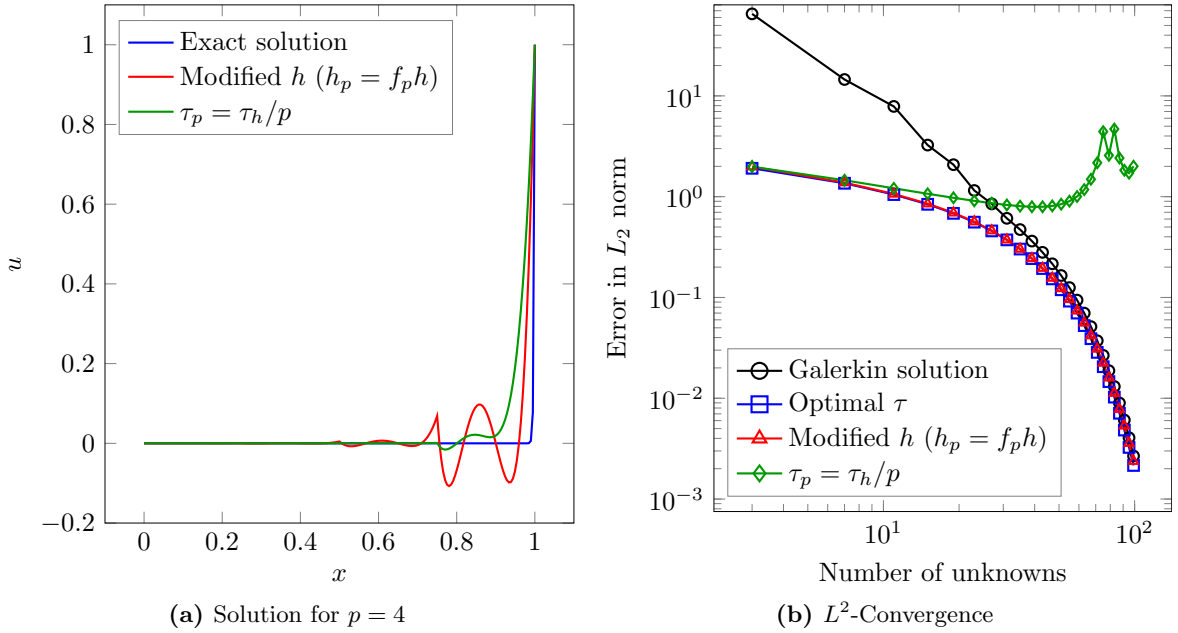 1
0.8
0.6
0.4
0.2
0
−0.2
u
0
0.2
0.4
0.6
0.8
1
x
Exact solution
Modified h (h_p = f_p h)
τ_p = τ_h/p
(a) Solution for p = 4
10^1
10^0
10^−1
10^−2
10^−3
Error in L_2 norm
10^1
10^2
Number of unknowns
Galerkin solution
Optimal τ
Modified h (h_p = f_p h)
τ_p = τ_h/p
(b) L^2-Convergence